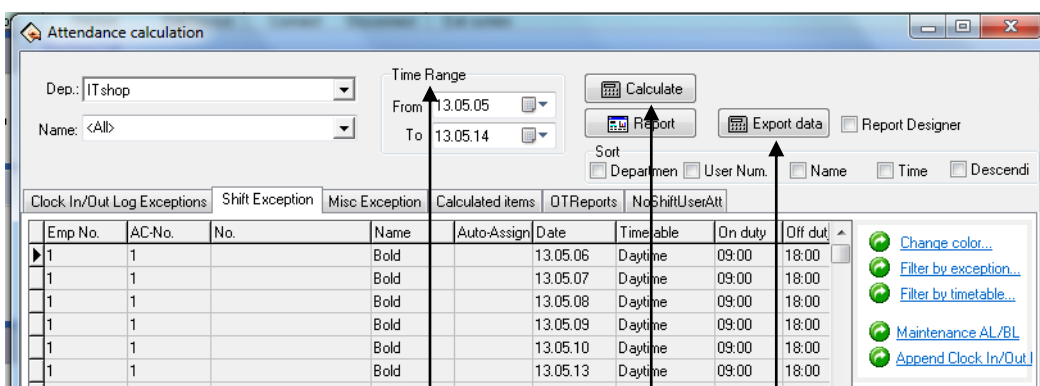 Attendance calculation
Dep.: ITshop
Name: <All>
Time Range
From 13.05.05
To 13.05.14
Calculate
Report
Export data
Report Designer
Sort
Departmen User Num. Name Time Descendi
Clock In/Out Log Exceptions Shift Exception Misc Exception Calculated items OTReports NoShiftUserAtt
Emp No. AC-No. No. Name Auto-Assign Date Timetable On duty Off dut
1 1 Bold 13.05.06 Daytime 09:00 18:00
1 1 Bold 13.05.07 Daytime 09:00 18:00
1 1 Bold 13.05.08 Daytime 09:00 18:00
1 1 Bold 13.05.09 Daytime 09:00 18:00
1 1 Bold 13.05.10 Daytime 09:00 18:00
1 1 Bold 13.05.13 Daytime 09:00 18:00
Change color...
Filter by exception...
Filter by timetable...
Maintenance AL/BL
Append Clock In/Out